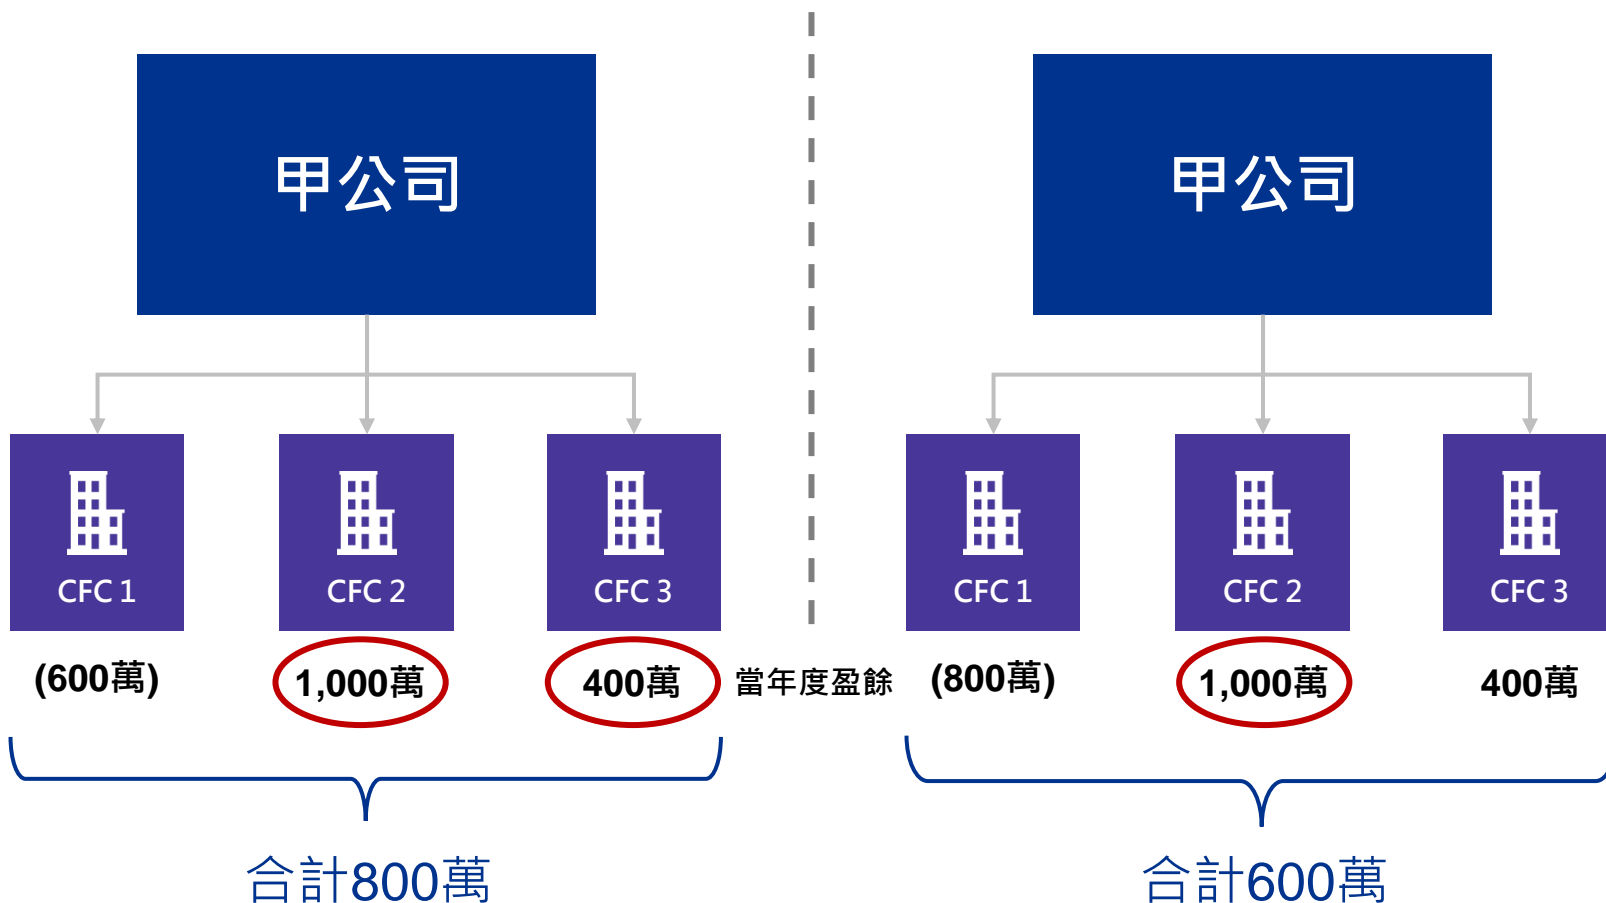 甲公司
甲公司
CFC 1
CFC 2
CFC 3
CFC 1
CFC 2
CFC 3
(600萬)
1,000萬
400萬
當年度盈餘
(800萬)
1,000萬
400萬
合計800萬
合計600萬